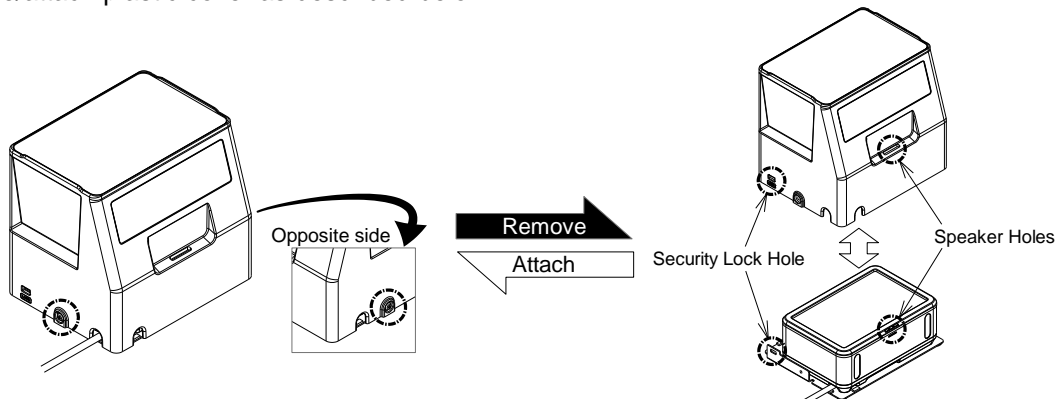 Opposite side
Remove
Attach
Security Lock Hole
Speaker Holes